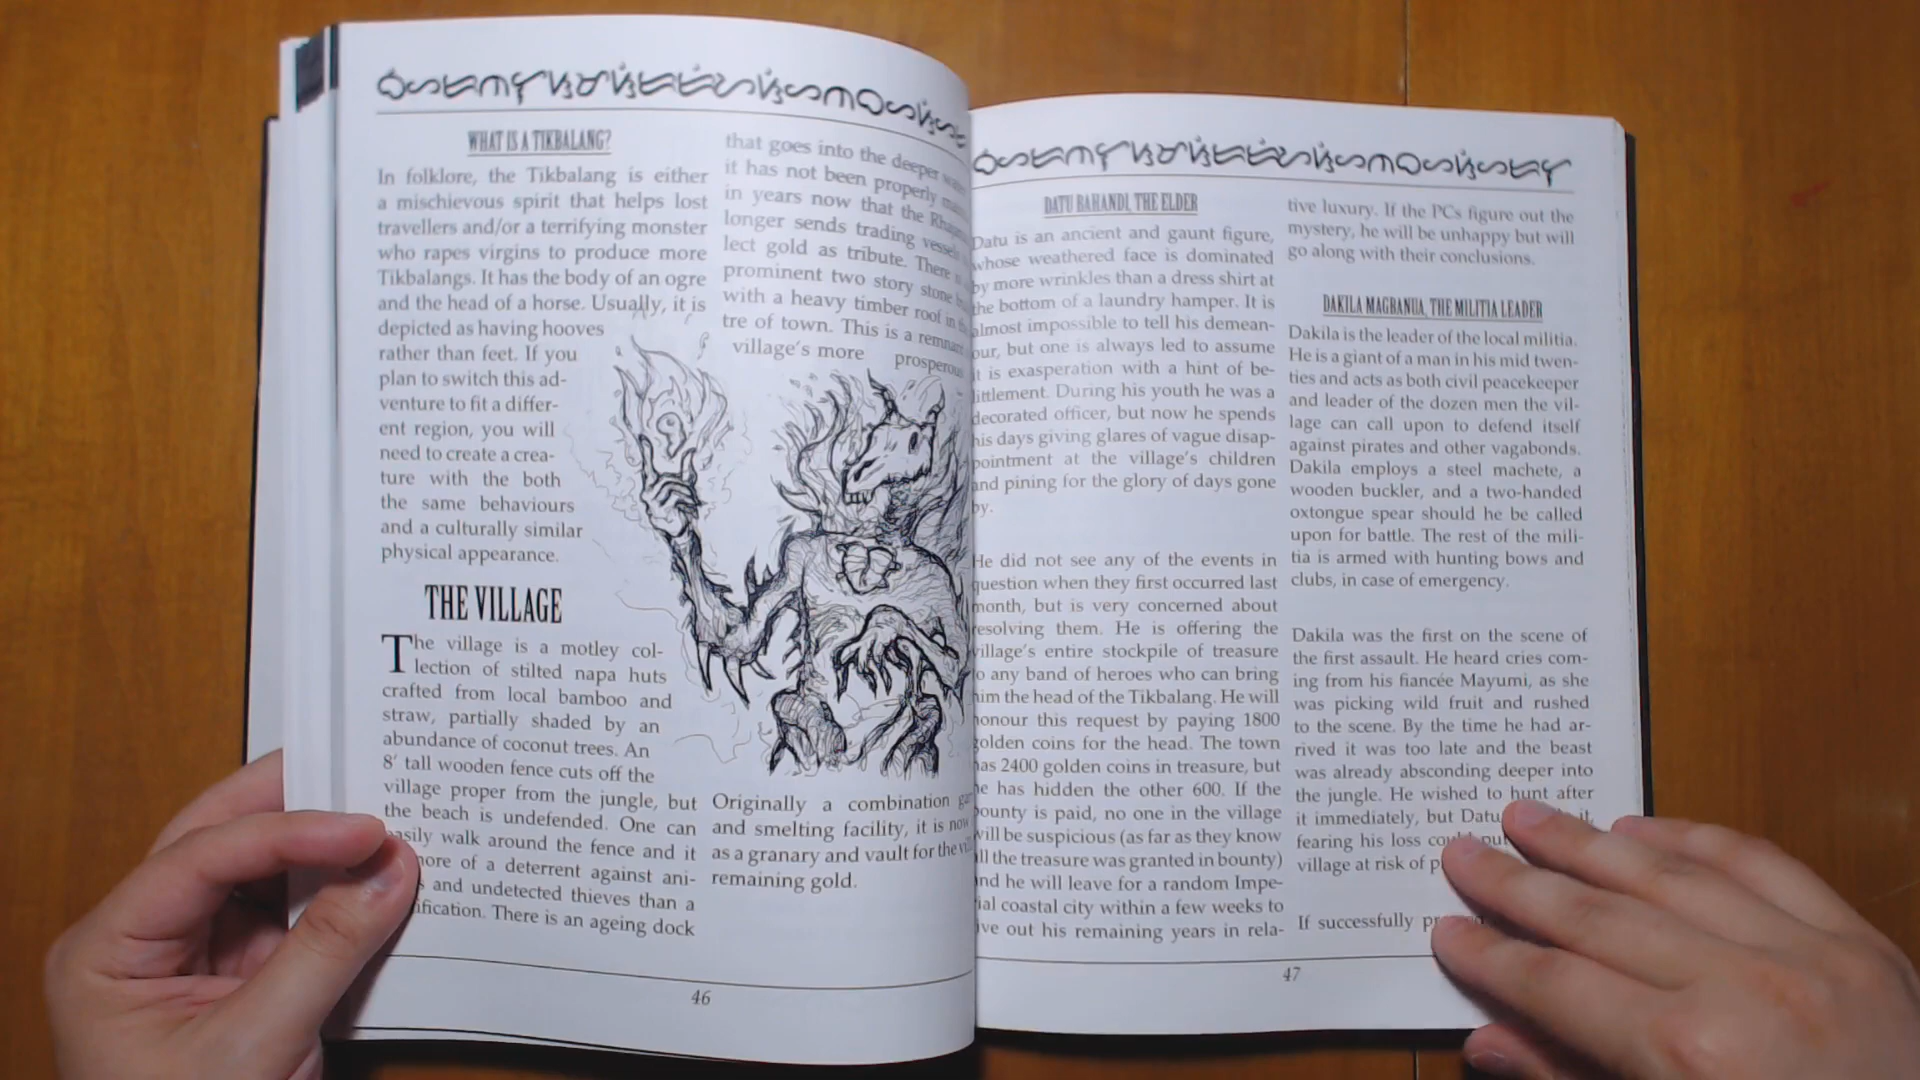 WHAT IS A TIKBALANG?
In folklore, the Tikbalang is either
a mischievous spirit that helps lost
travellers and/or a terrifying monster
who rapes virgins to produce more
Tikbalangs. It has the body of an ogre
and the head of a horse. Usually, it is
depicted as having hooves
rather than feet. If you
plan to switch this ad-
venture to fit a differ-
ent region, you will
need to create a crea-
ture with the both
the same behaviours
and a culturally similar
physical appearance.
THE VILLAGE
The village is a motley col-
lection of stilted napa huts
crafted from local bamboo and
straw, partially shaded by an
abundance of coconut trees. An
8' tall wooden fence cuts off the
village proper from the jungle, but
the beach is undefended. One can
easily walk around the fence and it
more of a deterrent against ani-
and undetected thieves than a
There is an ageing dock
that goes into the deeper
it has not been properly
in years now that the
longer sends trading vessels
lect gold as tribute. There
prominent two story stone
with a heavy timber roof in
tre of town. This is a remnant
village's more prosperous
Originally a combination
and smelting facility, it is now
as a granary and vault for the
remaining gold.
46
DATU BAHANDI, THE ELDER
Datu is an ancient and gaunt figure,
whose weathered face is dominated
by more wrinkles than a dress shirt at
the bottom of a laundry hamper. It is
almost impossible to tell his demean-
our, but one is always led to assume
it is exasperation with a hint of be-
littlement. During his youth he was a
decorated officer, but now he spends
his days giving glares of vague disap-
pointment at the village's children
and pining for the glory of days gone
by.
He did not see any of the events in
question when they first occurred last
month, but is very concerned about
resolving them. He is offering the
village's entire stockpile of treasure
to any band of heroes who can bring
him the head of the Tikbalang. He will
honour this request by paying 1800
golden coins for the head. The town
has 2400 golden coins in treasure, but
he has hidden the other 600. If the
bounty is paid, no one in the village
will be suspicious (as far as they know
all the treasure was granted in bounty)
and he will leave for a random Impe-
rial coastal city within a few weeks to
live out his remaining years in rela-
tive luxury. If the PCs figure out the
mystery, he will be unhappy but will
go along with their conclusions.
DAKILA MAGBANUA, THE MILITIA LEADER
Dakila is the leader of the local militia.
He is a giant of a man in his mid twen-
ties and acts as both civil peacekeeper
and leader of the dozen men the vil-
lage can call upon to defend itself
against pirates and other vagabonds.
Dakila employs a steel machete, a
wooden buckler, and a two-handed
oxtongue spear should he be called
upon for battle. The rest of the mili-
tia is armed with hunting bows and
clubs, in case of emergency.
Dakila was the first on the scene of
the first assault. He heard cries com-
ing from his fiancée Mayumi, as she
was picking wild fruit and rushed
to the scene. By the time he had ar-
rived it was too late and the beast
was already absconding deeper into
the jungle. He wished to hunt after
it immediately, but Datu it,
fearing his loss could put
village at risk of
If successfully
47